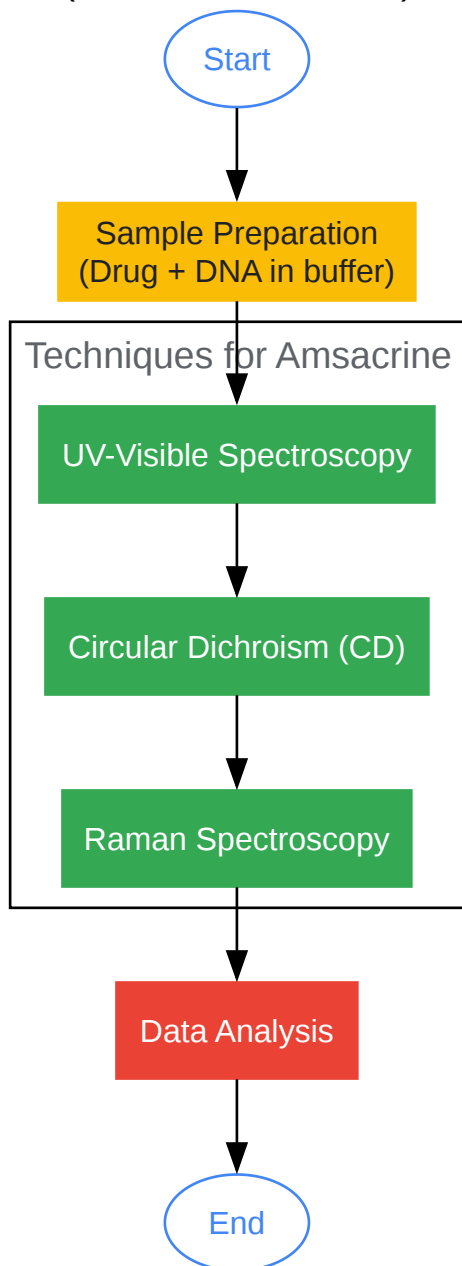 Start
Sample Preparation
(Drug + DNA in buffer)
Techniques for Amsacrine
UV-Visible Spectroscopy
Circular Dichroism (CD)
Raman Spectroscopy
Data Analysis
End